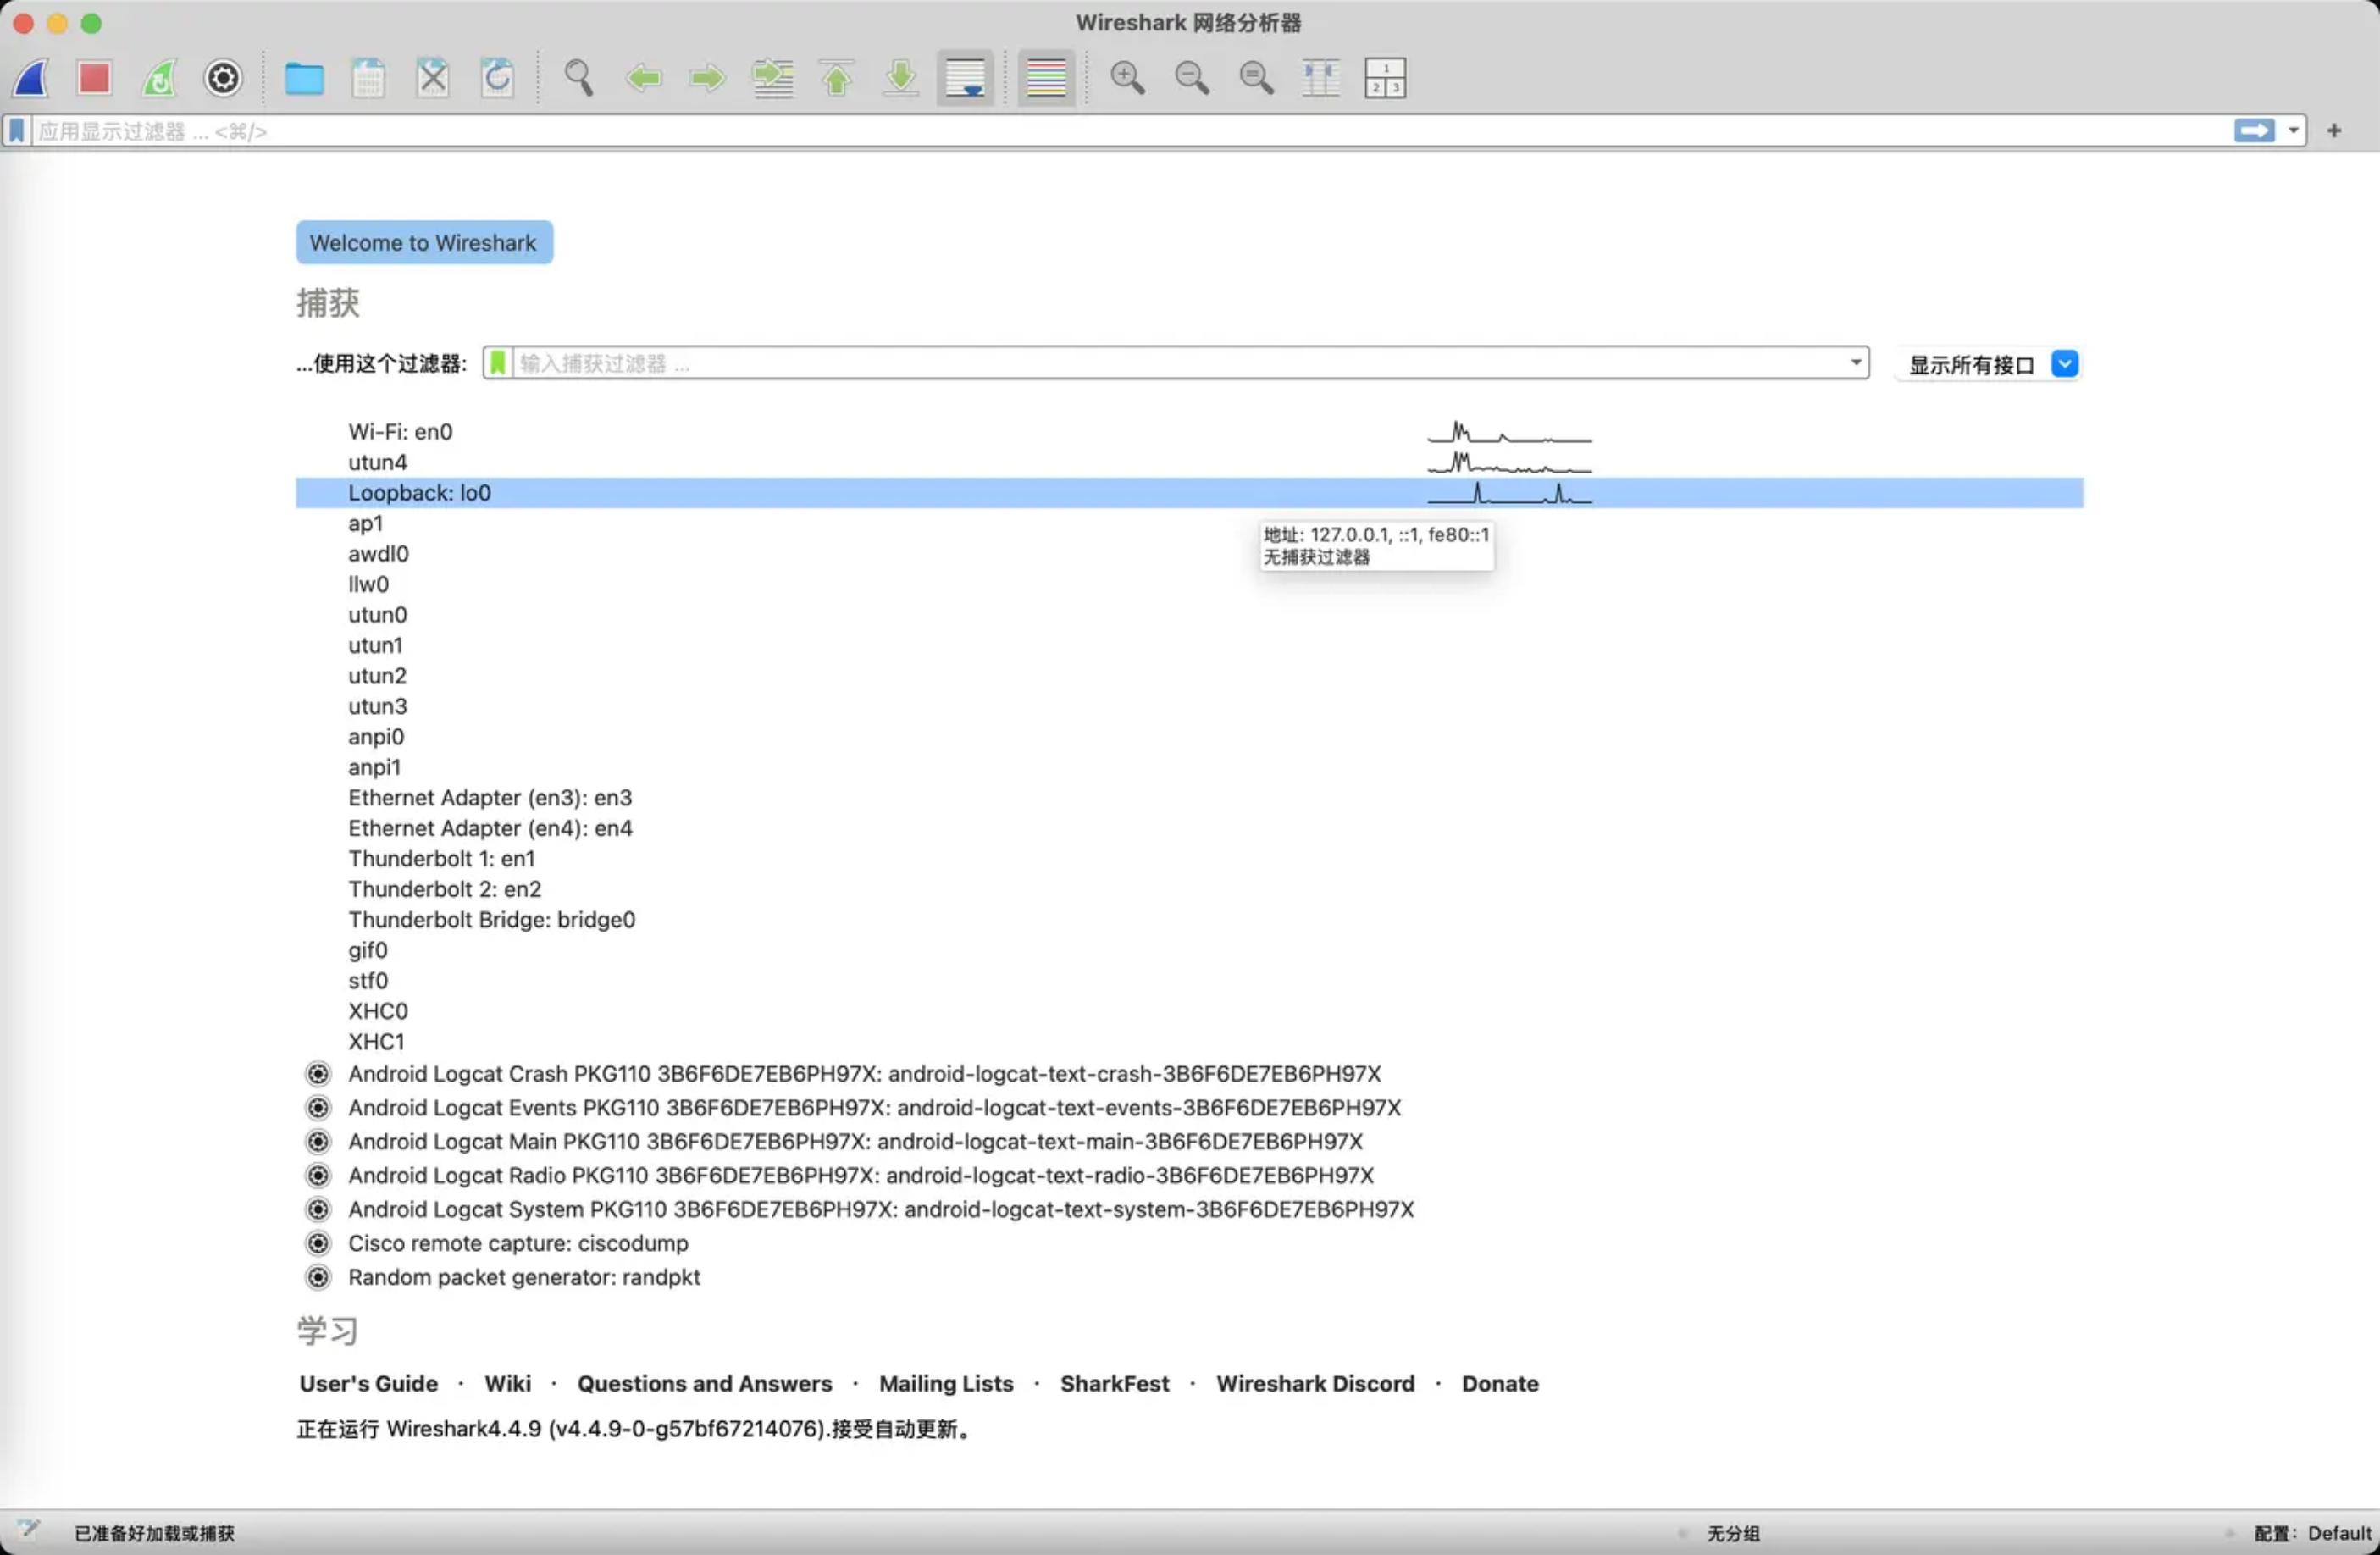 Wireshark 网络分析器
1
2 3
应用显示过滤器 ... <⌘/>
+
Welcome to Wireshark
捕获
...使用这个过滤器: 输入捕获过滤器 ... 显示所有接口
Wi-Fi: en0
utun4
Loopback: lo0
地址: 127.0.0.1, ::1, fe80::1
无捕获过滤器
ap1
awdl0
llw0
utun0
utun1
utun2
utun3
anpi0
anpi1
Ethernet Adapter (en3): en3
Ethernet Adapter (en4): en4
Thunderbolt 1: en1
Thunderbolt 2: en2
Thunderbolt Bridge: bridge0
gif0
stf0
XHC0
XHC1
Android Logcat Crash PKG110 3B6F6DE7EB6PH97X: android-logcat-text-crash-3B6F6DE7EB6PH97X
Android Logcat Events PKG110 3B6F6DE7EB6PH97X: android-logcat-text-events-3B6F6DE7EB6PH97X
Android Logcat Main PKG110 3B6F6DE7EB6PH97X: android-logcat-text-main-3B6F6DE7EB6PH97X
Android Logcat Radio PKG110 3B6F6DE7EB6PH97X: android-logcat-text-radio-3B6F6DE7EB6PH97X
Android Logcat System PKG110 3B6F6DE7EB6PH97X: android-logcat-text-system-3B6F6DE7EB6PH97X
Cisco remote capture: ciscodump
Random packet generator: randpkt
学习
User's Guide · Wiki · Questions and Answers · Mailing Lists · SharkFest · Wireshark Discord · Donate
正在运行 Wireshark4.4.9 (v4.4.9-0-g57bf67214076).接受自动更新。
已准备好加载或捕获 无分组 配置: Default